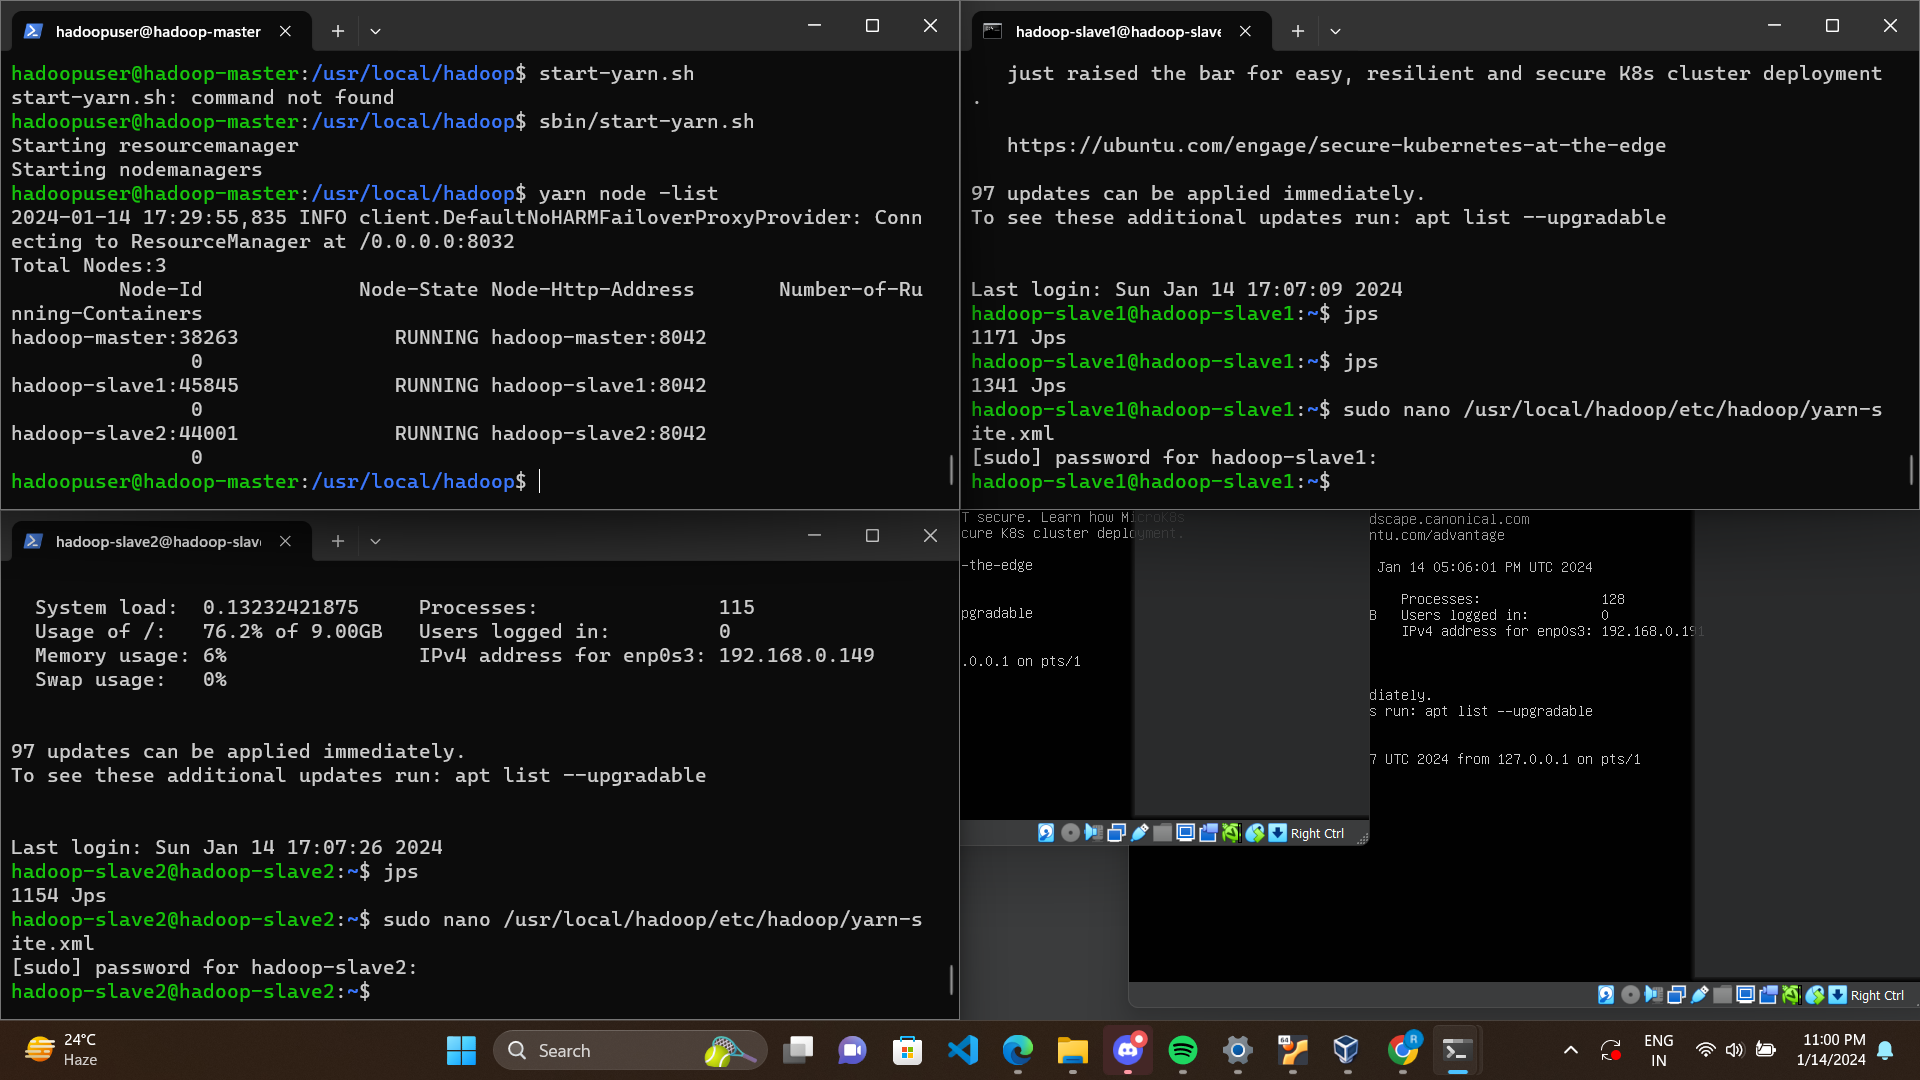 hadoopuser@hadoop-master
hadoopuser@hadoop-master:/usr/local/hadoop$ start-yarn.sh
start-yarn.sh: command not found
hadoopuser@hadoop-master:/usr/local/hadoop$ sbin/start-yarn.sh
Starting resourcemanager
Starting nodemanagers
hadoopuser@hadoop-master:/usr/local/hadoop$ yarn node -list
2024-01-14 17:29:55,835 INFO client.DefaultNoHARMFailoverProxyProvider: Conn
ecting to ResourceManager at /0.0.0.0:8032
Total Nodes:3
Node-Id Node-State Node-Http-Address Number-of-Ru
nning-Containers
hadoop-master:38263 RUNNING hadoop-master:8042
0
hadoop-slave1:45845 RUNNING hadoop-slave1:8042
0
hadoop-slave2:44001 RUNNING hadoop-slave2:8042
0
hadoopuser@hadoop-master:/usr/local/hadoop$
hadoop-slave1@hadoop-slave
just raised the bar for easy, resilient and secure K8s cluster deployment
.
https://ubuntu.com/engage/secure-kubernetes-at-the-edge
97 updates can be applied immediately.
To see these additional updates run: apt list --upgradable
Last login: Sun Jan 14 17:07:09 2024
hadoop-slave1@hadoop-slave1:~$ jps
1171 Jps
hadoop-slave1@hadoop-slave1:~$ jps
1341 Jps
hadoop-slave1@hadoop-slave1:~$ sudo nano /usr/local/hadoop/etc/hadoop/yarn-s
ite.xml
[sudo] password for hadoop-slave1:
hadoop-slave1@hadoop-slave1:~$
hadoop-slave2@hadoop-slav
System load: 0.13232421875 Processes: 115
Usage of /: 76.2% of 9.00GB Users logged in: 0
Memory usage: 6% IPv4 address for enp0s3: 192.168.0.149
Swap usage: 0%
97 updates can be applied immediately.
To see these additional updates run: apt list --upgradable
Last login: Sun Jan 14 17:07:26 2024
hadoop-slave2@hadoop-slave2:~$ jps
1154 Jps
hadoop-slave2@hadoop-slave2:~$ sudo nano /usr/local/hadoop/etc/hadoop/yarn-s
ite.xml
[sudo] password for hadoop-slave2:
hadoop-slave2@hadoop-slave2:~$
T secure. Learn how MicroK8s
cure K8s cluster deployment.
-the-edge
pgradable
.0.0.1 on pts/1
Right Ctrl
dscape.canonical.com
ntu.com/advantage
Jan 14 05:06:01 PM UTC 2024
Processes: 128
B Users logged in: 0
IPv4 address for enp0s3: 192.168.0.191
diately.
s run: apt list --upgradable
7 UTC 2024 from 127.0.0.1 on pts/1
Right Ctrl
24°C
Haze
Search
64
R
ENG
IN
11:00 PM
1/14/2024